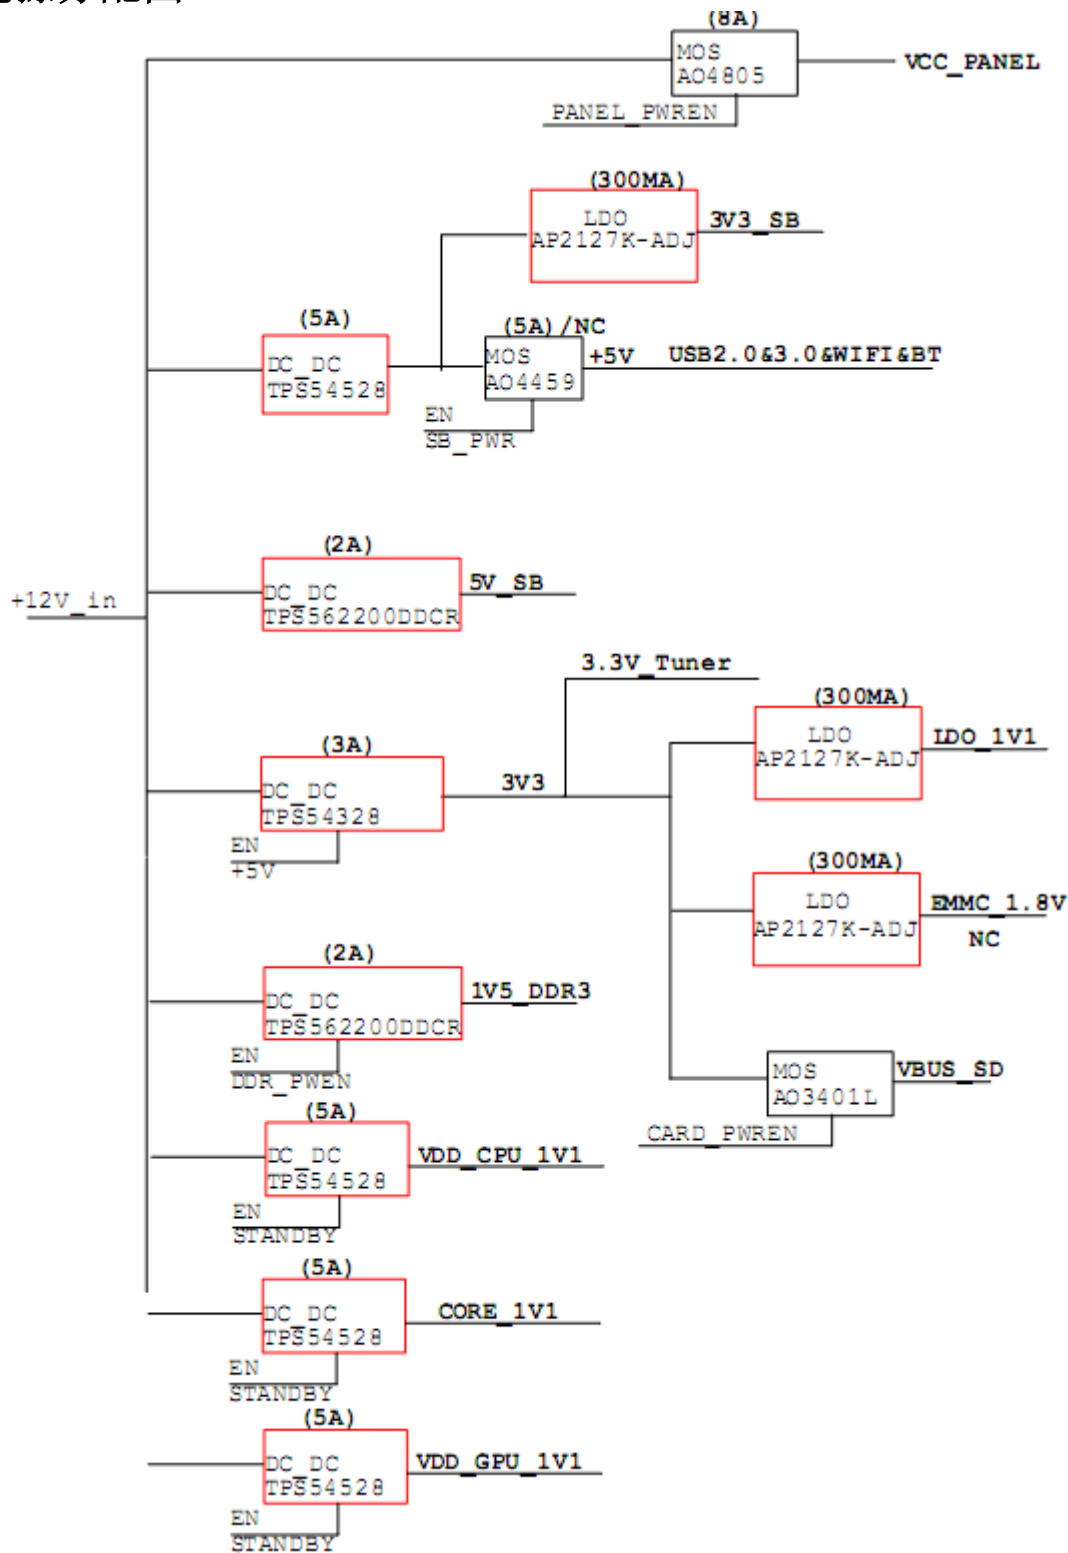 (8A)
MOS
AO4805
VCC_PANEL
PANEL_PWREN
(300MA)
LDO
AP2127K-ADJ
3V3_SB
(5A)
DC_DC
TPS54528
(5A)/NC
MOS
AO4459
+5V
USB2.0&3.0&WIFI&BT
EN
SB_PWR
(2A)
DC_DC
TPS562200DDCR
5V_SB
+12V_in
3.3V_Tuner
(3A)
DC_DC
TPS54328
3V3
EN
+5V
(300MA)
LDO
AP2127K-ADJ
LDO_1V1
(300MA)
LDO
AP2127K-ADJ
EMMC_1.8V
NC
(2A)
DC_DC
TPS562200DDCR
1V5_DDR3
EN
DDR_PWEN
MOS
AO3401L
VBUS_SD
CARD_PWREN
(5A)
DC_DC
TPS54528
VDD_CPU_1V1
EN
STANDBY
(5A)
DC_DC
TPS54528
CORE_1V1
EN
STANDBY
(5A)
DC_DC
TPS54528
VDD_GPU_1V1
EN
STANDBY